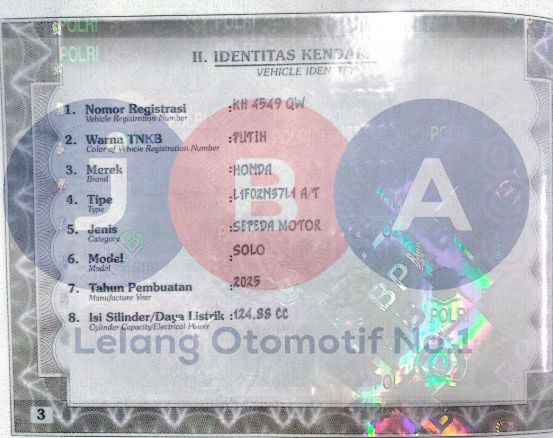 POLRI
POLRI
II. IDENTITAS
VEHICLE
1. Nomor Registrasi :KH 4549 QW
Vehicle Registration Number
2. Warna TNKB :PUTIH
Color of Vehicle Registration Number
3. Merek :HONDA
Brand
4. Tipe :L1F02N37L1 A/T
Type
5. Jenis :SEPEDA MOTOR
Category
6. Model :SOLO
Model
7. Tahun Pembuatan :2025
Manufacture Year
8. Isi Silinder/Daya Listrik :124,88 CC
Cylinder Capacity/Electrical Power
J B A
Lelang Otomotif No.1
POLRI
3